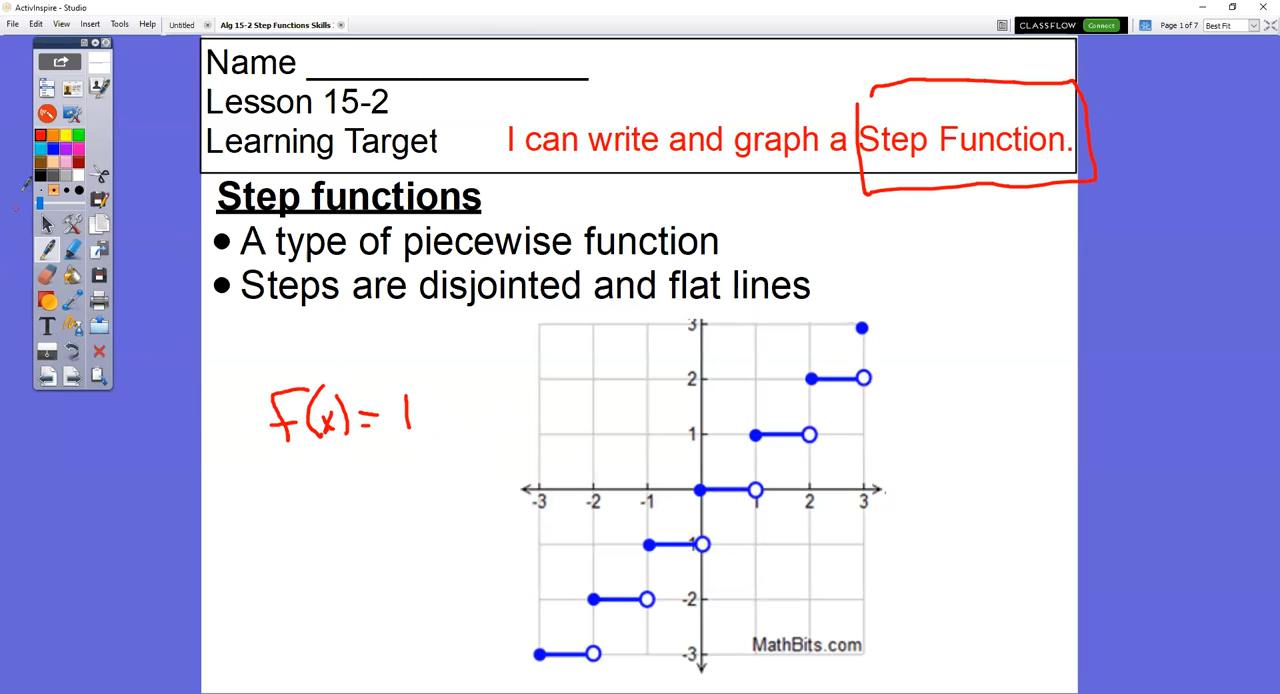 ActivInspire - Studio
File Edit View Insert Tools Help Untitled Alg 15-2 Step Functions Skills CLASSFLOW Connect Page 1 of 7 Best Fit
Name _______________
Lesson 15-2
Learning Target I can write and graph a Step Function.
Step functions
• A type of piecewise function
• Steps are disjointed and flat lines
3
2
F(x) = 1
1
-3 -2 -1 1 2 3
-2
MathBits.com
-3